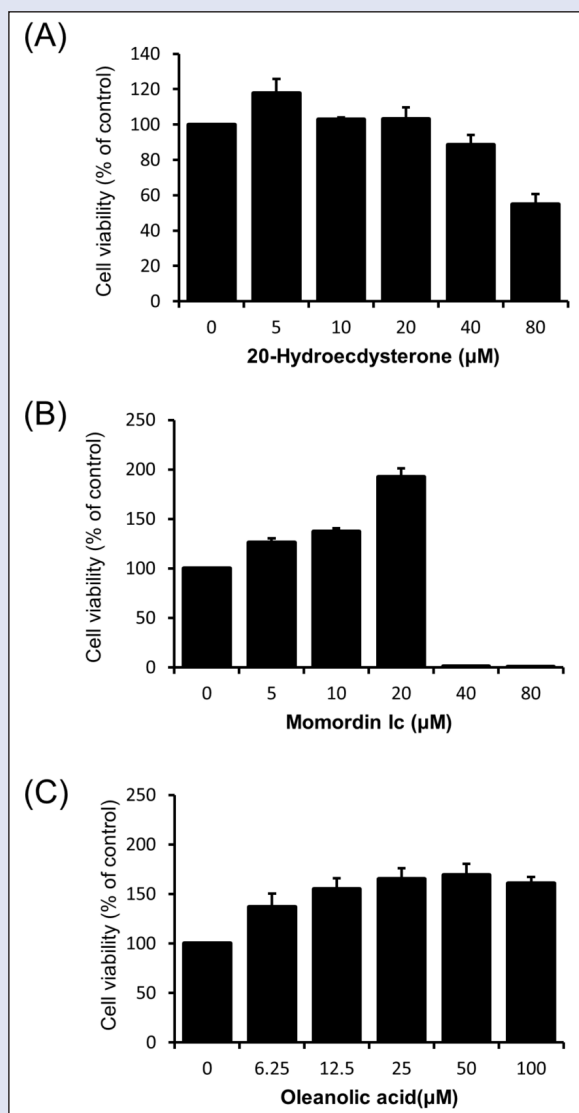 (A)
140
120
100
80
60
40
20
0
Cell viability (% of control)
0 5 10 20 40 80
20-Hydroecdysterone (µM)
(B)
250
200
150
100
50
0
Cell viability (% of control)
0 5 10 20 40 80
Momordin Ic (µM)
(C)
250
200
150
100
50
0
Cell viability (% of control)
0 6.25 12.5 25 50 100
Oleanolic acid(µM)